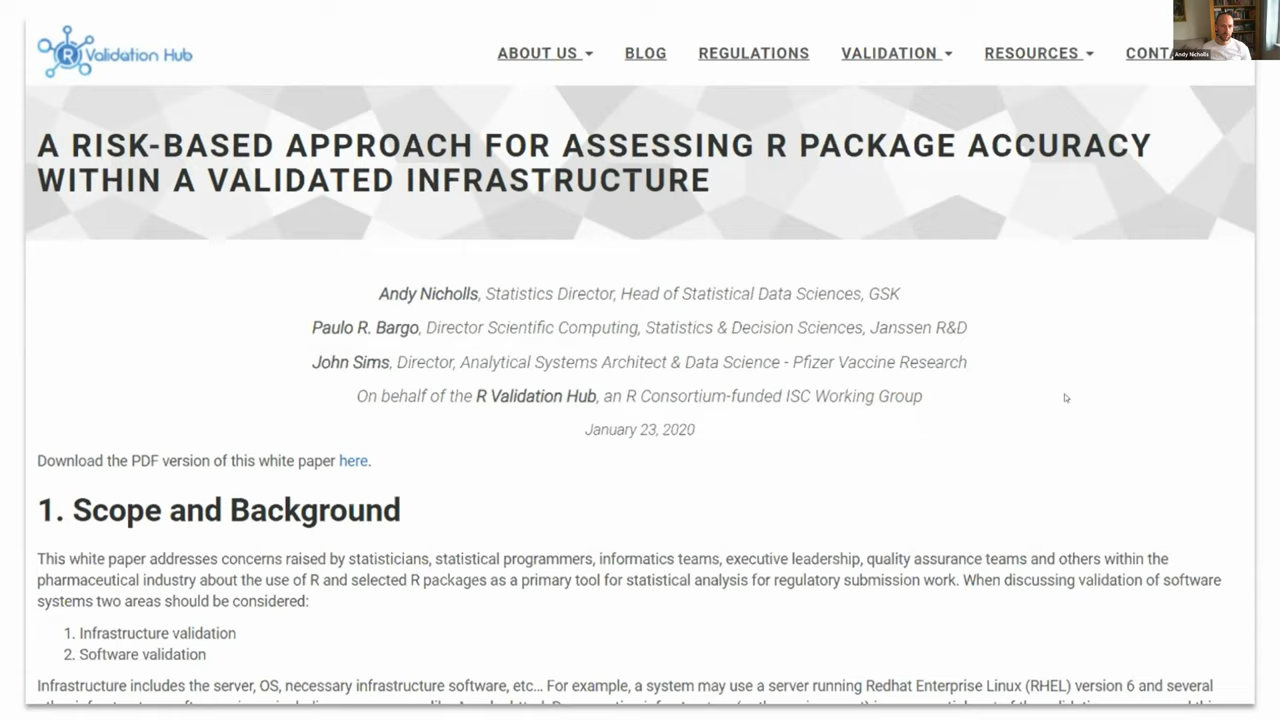 R Validation Hub
ABOUT US BLOG REGULATIONS VALIDATION RESOURCES
Andy Nicholls
A RISK-BASED APPROACH FOR ASSESSING R PACKAGE ACCURACY
WITHIN A VALIDATED INFRASTRUCTURE
Andy Nicholls, Statistics Director, Head of Statistical Data Sciences, GSK
Paulo R. Bargo, Director Scientific Computing, Statistics & Decision Sciences, Janssen R&D
John Sims, Director, Analytical Systems Architect & Data Science - Pfizer Vaccine Research
On behalf of the R Validation Hub, an R Consortium-funded ISC Working Group
January 23, 2020
Download the PDF version of this white paper here.
1. Scope and Background
This white paper addresses concerns raised by statisticians, statistical programmers, informatics teams, executive leadership, quality assurance teams and others within the
pharmaceutical industry about the use of R and selected R packages as a primary tool for statistical analysis for regulatory submission work. When discussing validation of software
systems two areas should be considered:
1. Infrastructure validation
2. Software validation
Infrastructure includes the server, OS, necessary infrastructure software, etc... For example, a system may use a server running Redhat Enterprise Linux (RHEL) version 6 and several